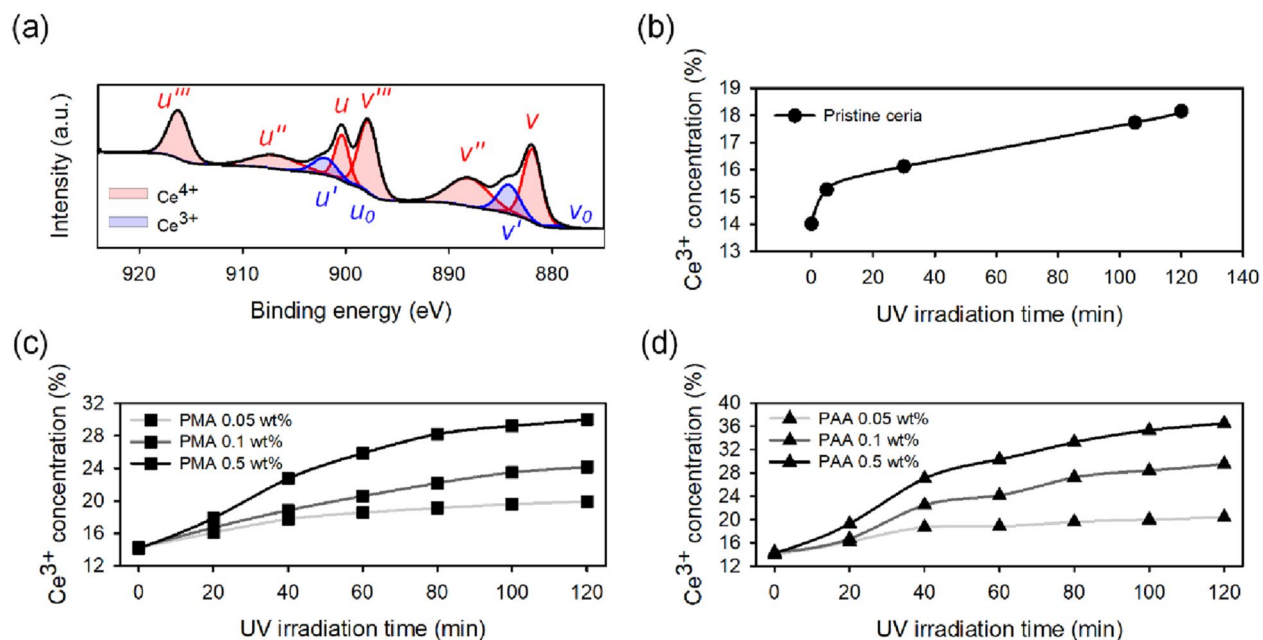 (a)
u''' u'' u v''' v'' v
u' u₀ v' v₀
Ce⁴⁺
Ce³⁺
Intensity (a.u.)
920 910 900 890 880
Binding energy (eV)
(b)
Pristine ceria
Ce³⁺ concentration (%)
19
18
17
16
15
14
13
0 20 40 60 80 100 120 140
UV irradiation time (min)
(c)
PMA 0.05 wt%
PMA 0.1 wt%
PMA 0.5 wt%
Ce³⁺ concentration (%)
32
28
24
20
16
12
0 20 40 60 80 100 120
UV irradiation time (min)
(d)
PAA 0.05 wt%
PAA 0.1 wt%
PAA 0.5 wt%
Ce³⁺ concentration (%)
40
36
32
28
24
20
16
12
0 20 40 60 80 100 120
UV irradiation time (min)